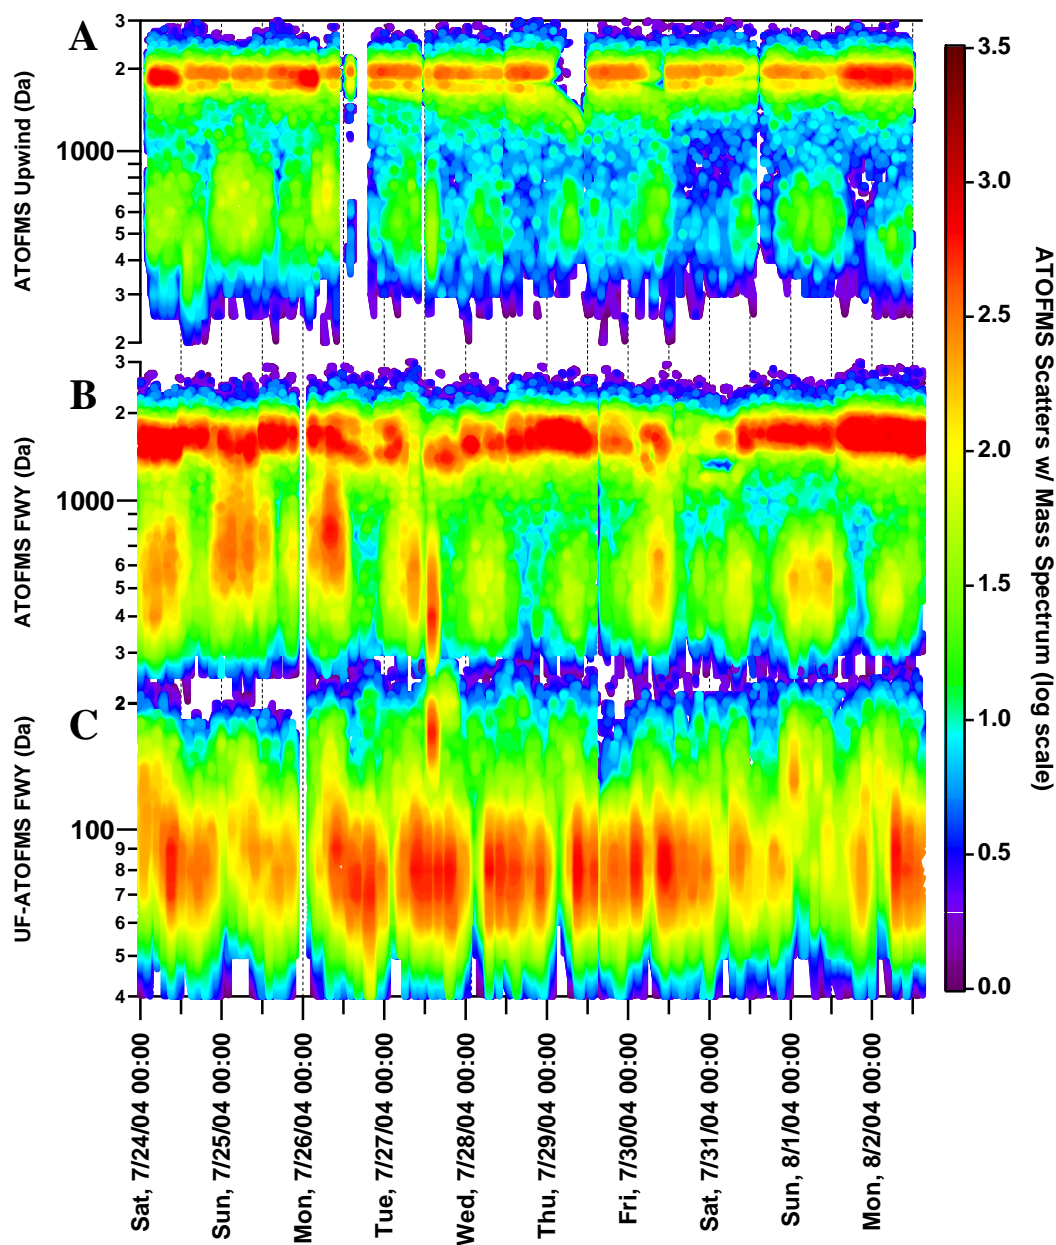 A
ATOFMS Upwind (Da)
3
2
1000
6
5
4
3
2
B
ATOFMS FWY (Da)
3
2
1000
6
5
4
3
2
C
UF-ATOFMS FWY (Da)
100
9
8
7
6
5
4
Sat, 7/24/04 00:00
Sun, 7/25/04 00:00
Mon, 7/26/04 00:00
Tue, 7/27/04 00:00
Wed, 7/28/04 00:00
Thu, 7/29/04 00:00
Fri, 7/30/04 00:00
Sat, 7/31/04 00:00
Sun, 8/1/04 00:00
Mon, 8/2/04 00:00
3.5
3.0
2.5
2.0
1.5
1.0
0.5
0.0
ATOFMS Scatters w/ Mass Spectrum (log scale)